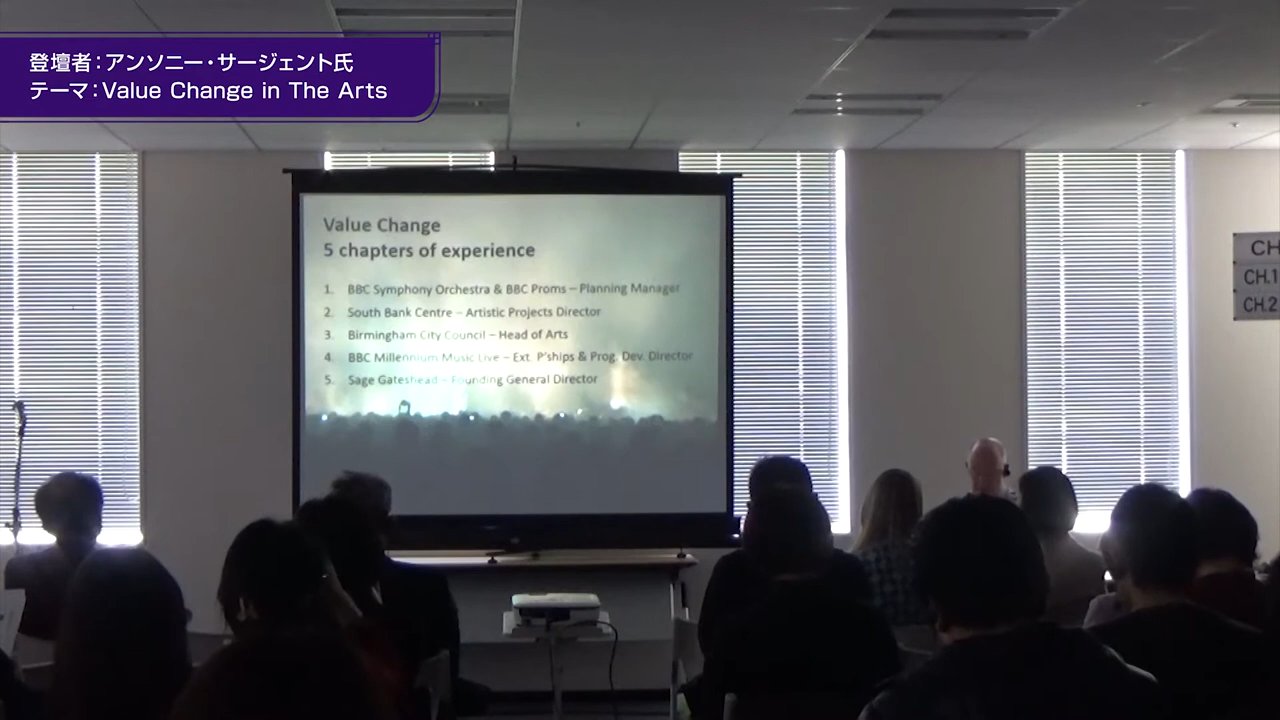 登壇者：アンソニー・サージェント氏
テーマ：Value Change in The Arts
Value Change
5 chapters of experience
1. BBC Symphony Orchestra & BBC Proms – Planning Manager
2. South Bank Centre – Artistic Projects Director
3. Birmingham City Council – Head of Arts
4. BBC Millennium Music Live – Ext. P'ships & Prog. Dev. Director
5. Sage Gateshead – Founding General Director
CH
CH.1
CH.2